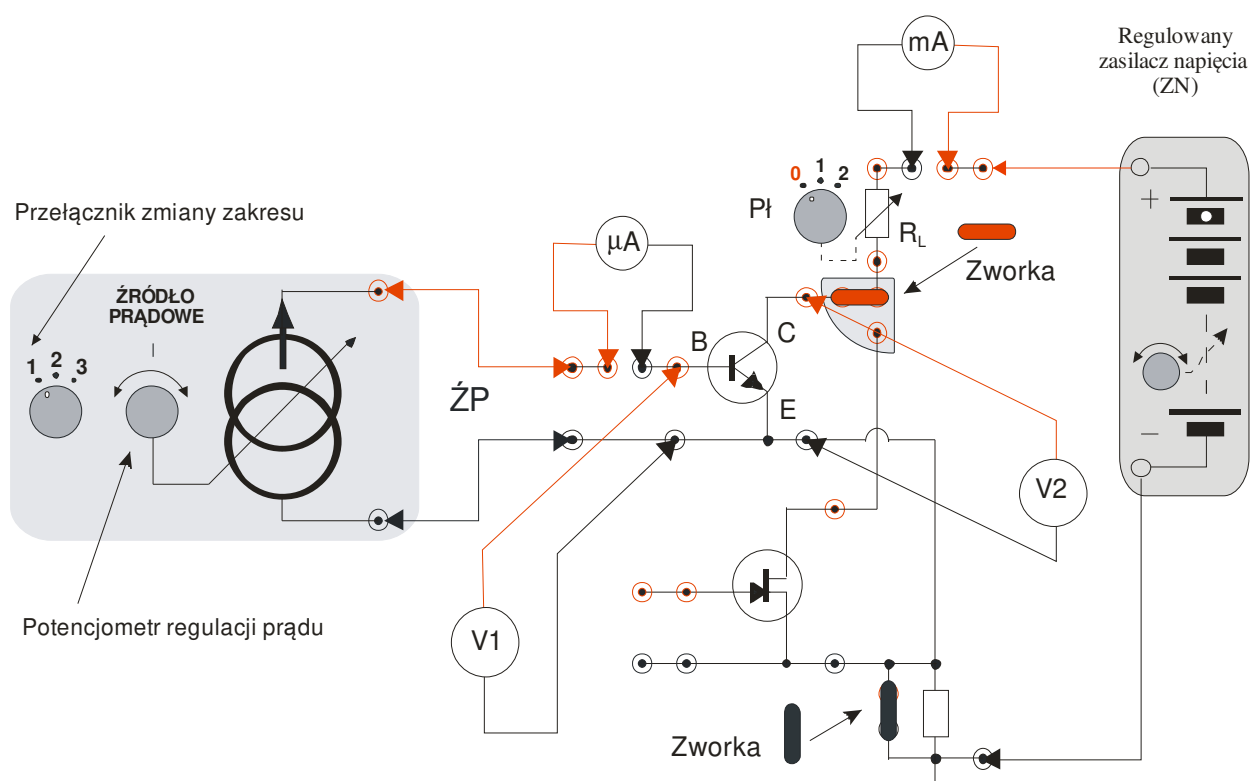 mA
Regulowany
zasilacz napięcia
(ZN)
0 1 2
Pł
R_L
Zworka
+
Przełącznik zmiany zakresu
µA
ŹRÓDŁO
PRĄDOWE
1 2 3
B
C
ŹP
E
–
V2
Potencjometr regulacji prądu
V1
Zworka